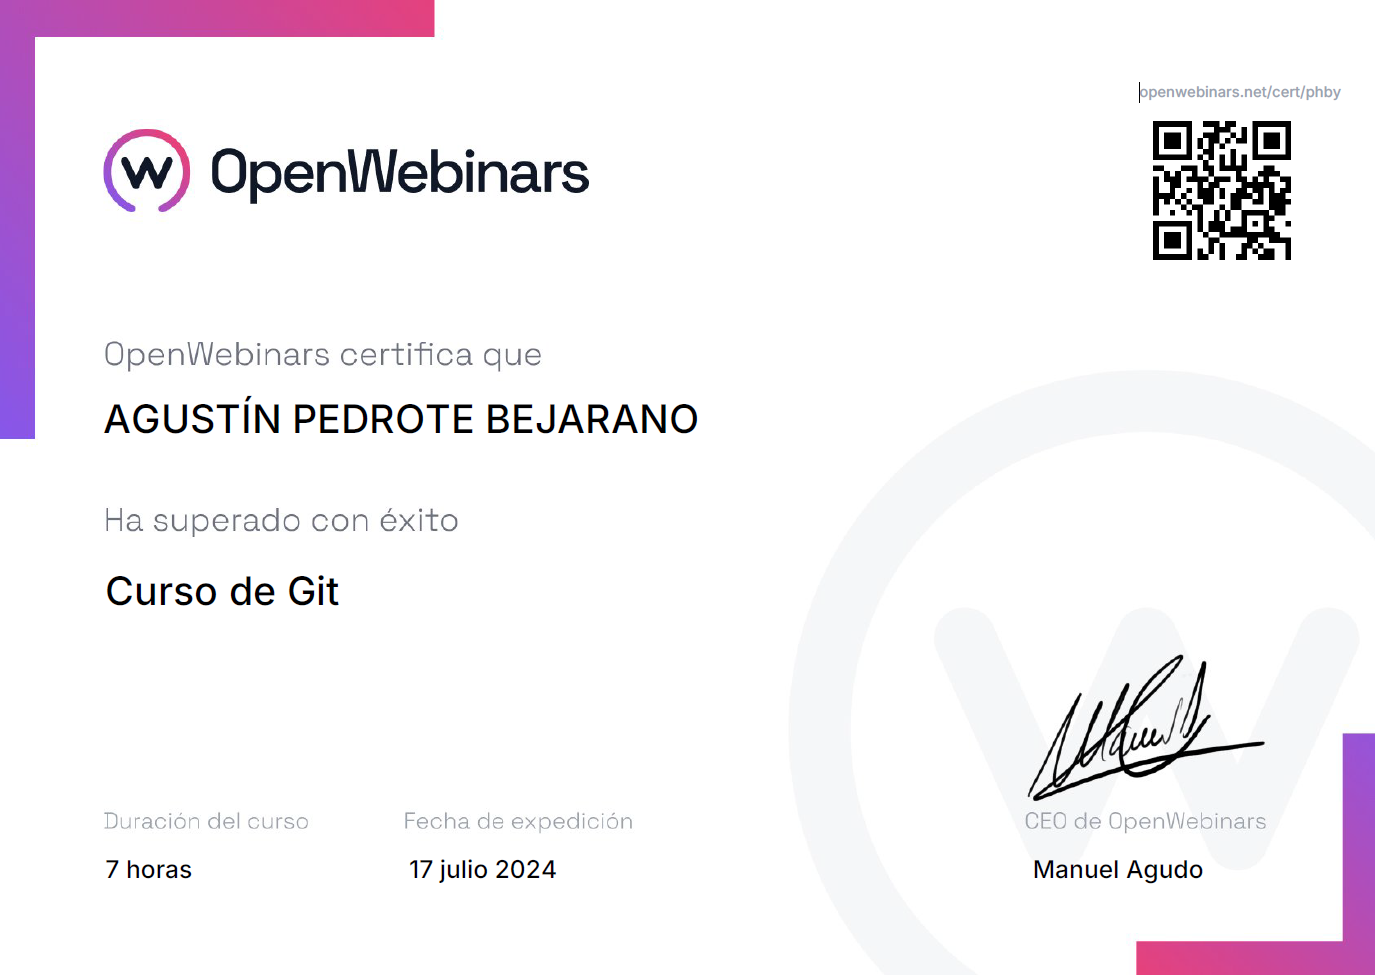 openwebinars.net/cert/phby
OpenWebinars
OpenWebinars certifica que
AGUSTÍN PEDROTE BEJARANO
Ha superado con éxito
Curso de Git
Duración del curso
Fecha de expedición
CEO de OpenWebinars
7 horas
17 julio 2024
Manuel Agudo